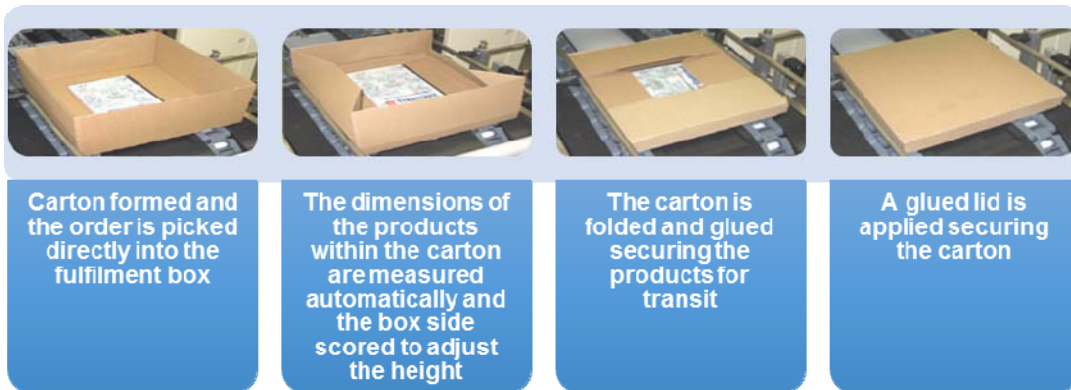 Carton formed and
the order is picked
directly into the
fulfilment box
The dimensions of
the products
within the carton
are measured
automatically and
the box side
scored to adjust
the height
The carton is
folded and glued
securing the
products for
transit
A glued lid is
applied securing
the carton